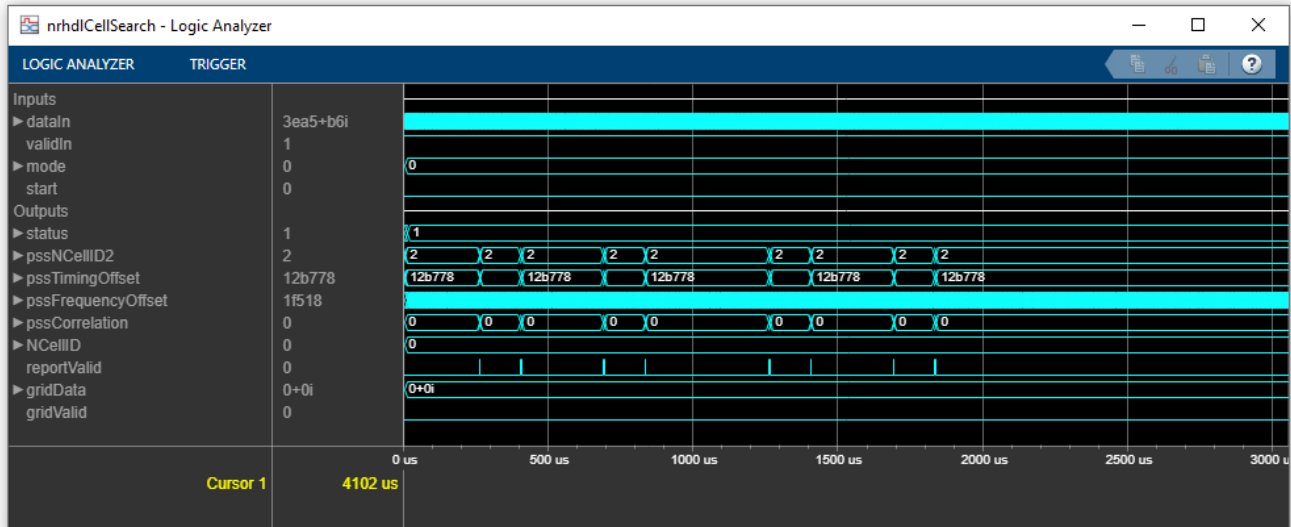 nrhdlCellSearch - Logic Analyzer
LOGIC ANALYZER TRIGGER
Inputs
dataIn 3ea5+b6i
validIn 1
mode 0 0
start 0
Outputs
status 1 1
pssNCellID2 2 2 2 2 2 2 2 2 2 2
pssTimingOffset 12b778 12b778 12b778 12b778 12b778 12b778
pssFrequencyOffset 1f518
pssCorrelation 0 0 0 0 0 0 0 0 0 0
NCellID 0 0
reportValid 0
gridData 0+0i 0+0i
gridValid 0
0 us 500 us 1000 us 1500 us 2000 us 2500 us 3000 u
Cursor 1 4102 us